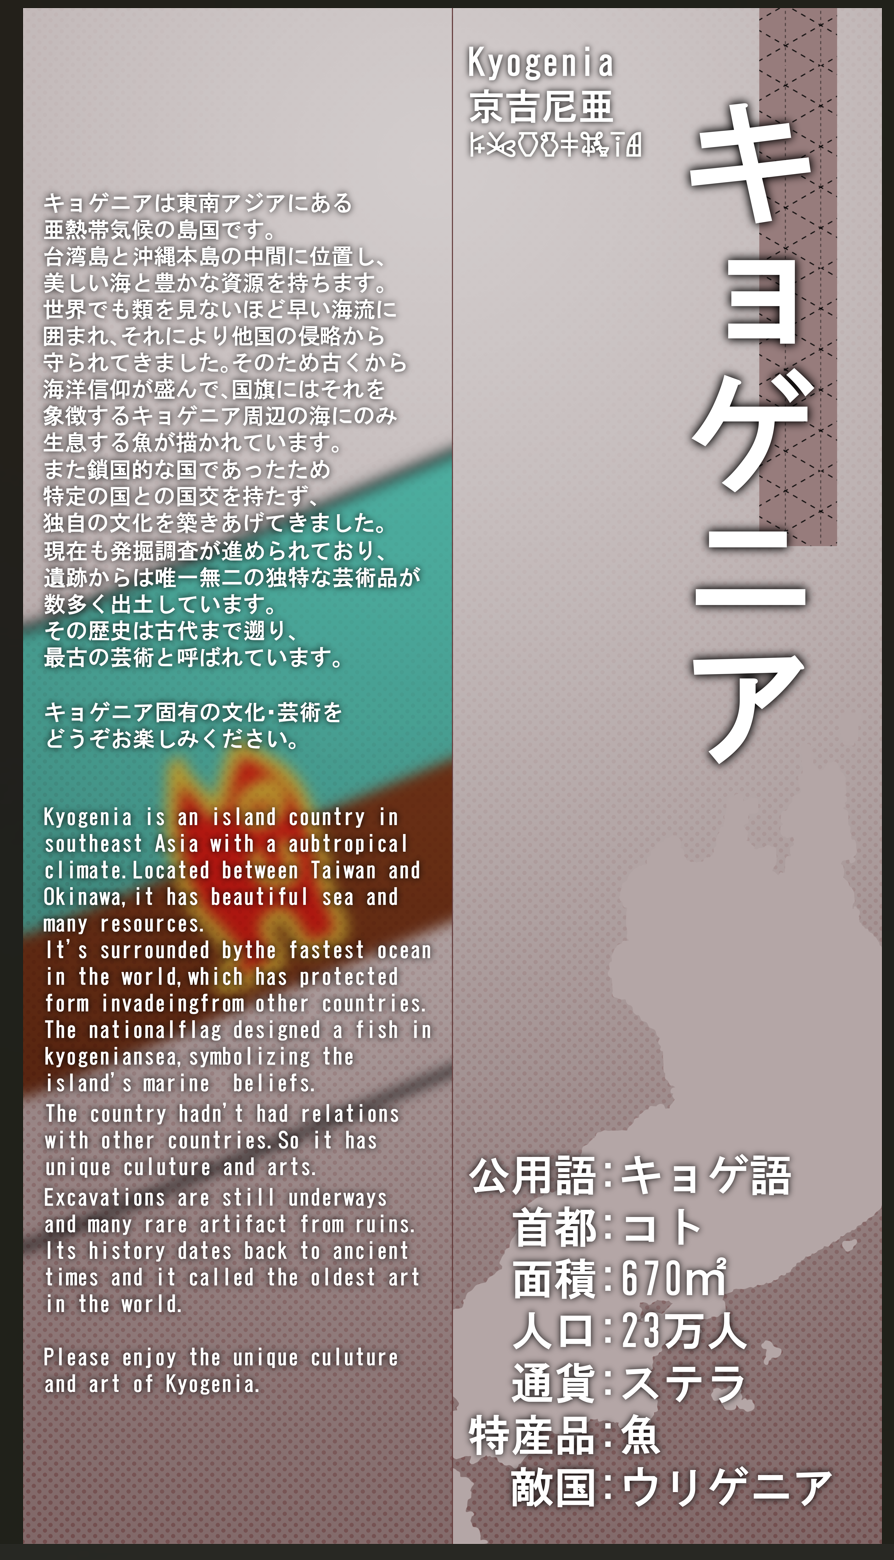 Kyogenia
京吉尼亜
キョゲニア
キョゲニアは東南アジアにある
亜熱帯気候の島国です。
台湾島と沖縄本島の中間に位置し、
美しい海と豊かな資源を持ちます。
世界でも類を見ないほど早い海流に
囲まれ、それにより他国の侵略から
守られてきました。そのため古くから
海洋信仰が盛んで、国旗にはそれを
象徴するキョゲニア周辺の海にのみ
生息する魚が描かれています。
また鎖国的な国であったため
特定の国との国交を持たず、
独自の文化を築きあげてきました。
現在も発掘調査が進められており、
遺跡からは唯一無二の独特な芸術品が
数多く出土しています。
その歴史は古代まで遡り、
最古の芸術と呼ばれています。
キョゲニア固有の文化・芸術を
どうぞお楽しみください。
Kyogenia is an island country in
southeast Asia with a aubtropical
climate. Located between Taiwan and
Okinawa, it has beautiful sea and
many resources.
It's surrounded bythe fastest ocean
in the world, which has protected
form invadeingfrom other countries.
The nationalflag designed a fish in
kyogeniansea, symbolizing the
island's marine beliefs.
The country hadn't had relations
with other countries. So it has
unique culuture and arts.
Excavations are still underways
and many rare artifact from ruins.
Its history dates back to ancient
times and it called the oldest art
in the world.
Please enjoy the unique culuture
and art of Kyogenia.
公用語:キョゲ語
首都:コト
面積:670㎡
人口:23万人
通貨:ステラ
特産品:魚
敵国:ウリゲニア